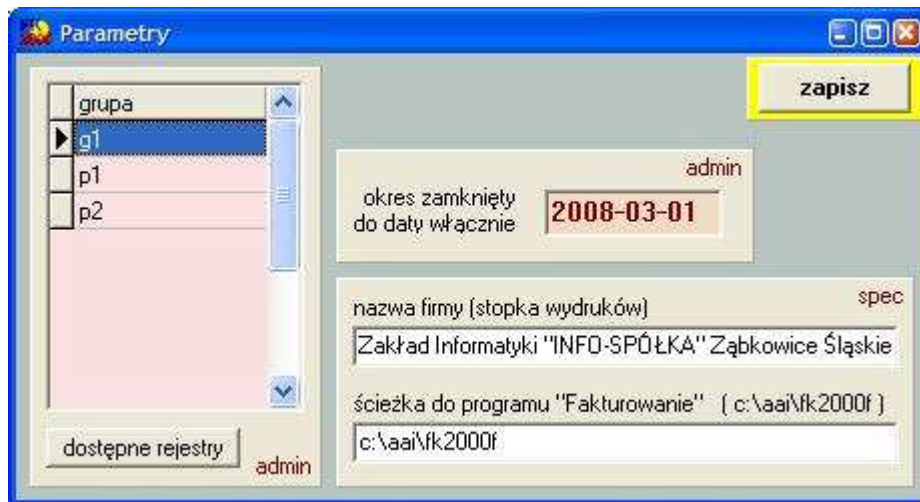 Parametry
zapisz
grupa
g1
p1
p2
dostępne rejestry
admin
admin
okres zamknięty
do daty włącznie
2008-03-01
spec
nazwa firmy (stopka wydruków)
Zakład Informatyki "INFO-SPÓŁKA" Ząbkowice Śląskie
ścieżka do programu "Fakturowanie" ( c:\aai\fk2000f )
c:\aai\fk2000f